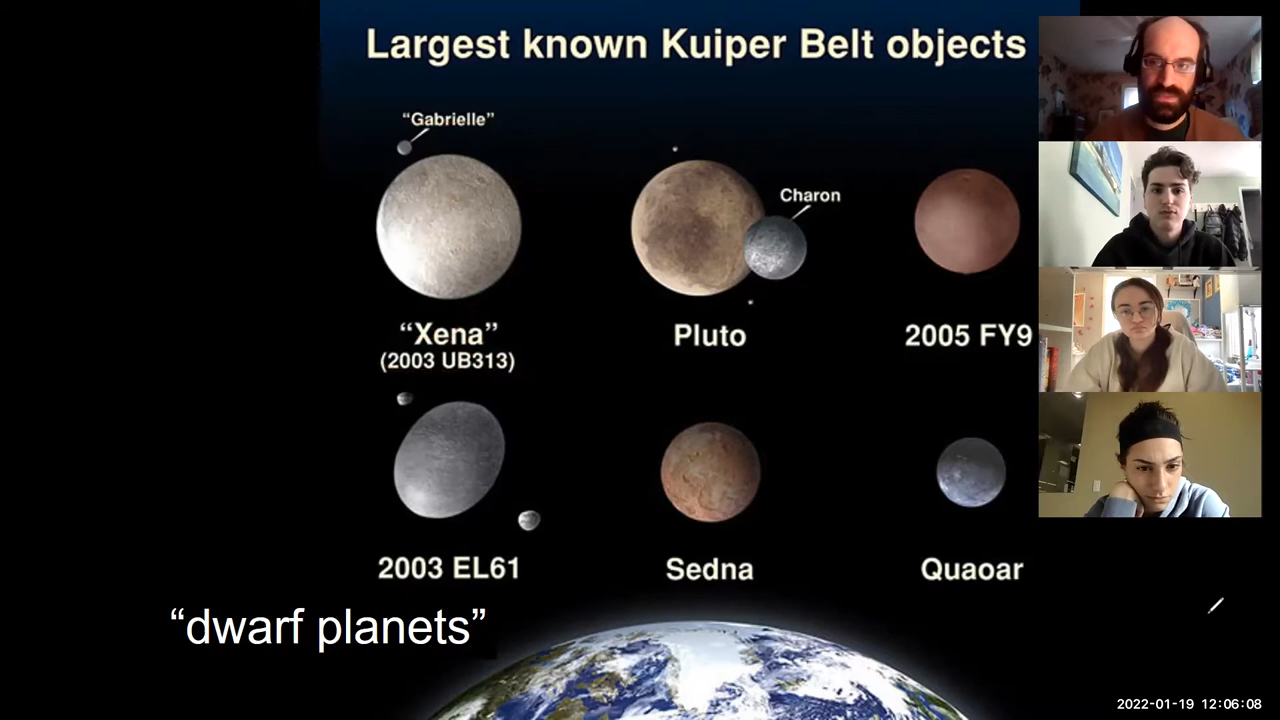 Largest known Kuiper Belt objects
“Gabrielle”
Charon
“Xena”
(2003 UB313)
Pluto
2005 FY9
2003 EL61
Sedna
Quaoar
“dwarf planets”
2022-01-19 12:06:08